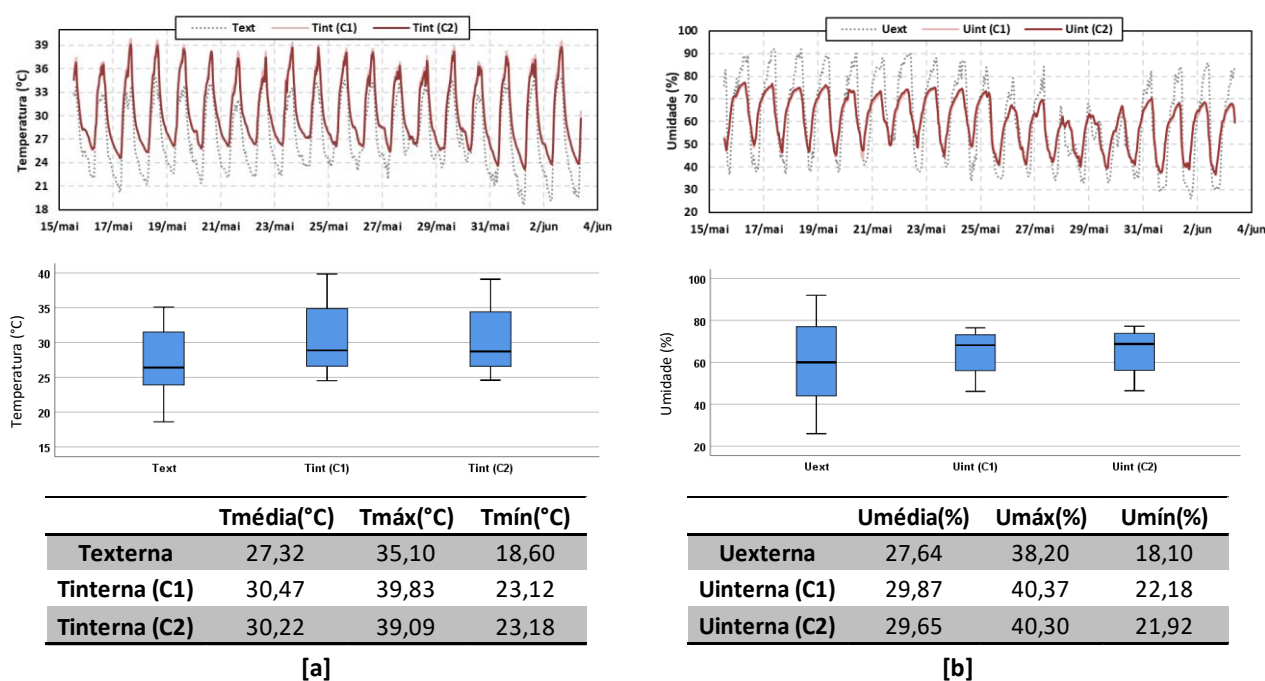 Text Tint (C1) Tint (C2)
Temperatura (°C)
39
36
33
30
27
24
21
18
15/mai 17/mai 19/mai 21/mai 23/mai 25/mai 27/mai 29/mai 31/mai 2/jun 4/jun
Temperatura (°C)
40
35
30
25
20
15
Text Tint (C1) Tint (C2)
Tmédia(°C) Tmáx(°C) Tmín(°C)
Texterna 27,32 35,10 18,60
Tinterna (C1) 30,47 39,83 23,12
Tinterna (C2) 30,22 39,09 23,18
[a]
Uext Uint (C1) Uint (C2)
Umidade (%)
100
90
80
70
60
50
40
30
20
15/mai 17/mai 19/mai 21/mai 23/mai 25/mai 27/mai 29/mai 31/mai 2/jun 4/jun
Umidade (%)
100
80
60
40
20
Uext Uint (C1) Uint (C2)
Umédia(%) Umáx(%) Umín(%)
Uexterna 27,64 38,20 18,10
Uinterna (C1) 29,87 40,37 22,18
Uinterna (C2) 29,65 40,30 21,92
[b]